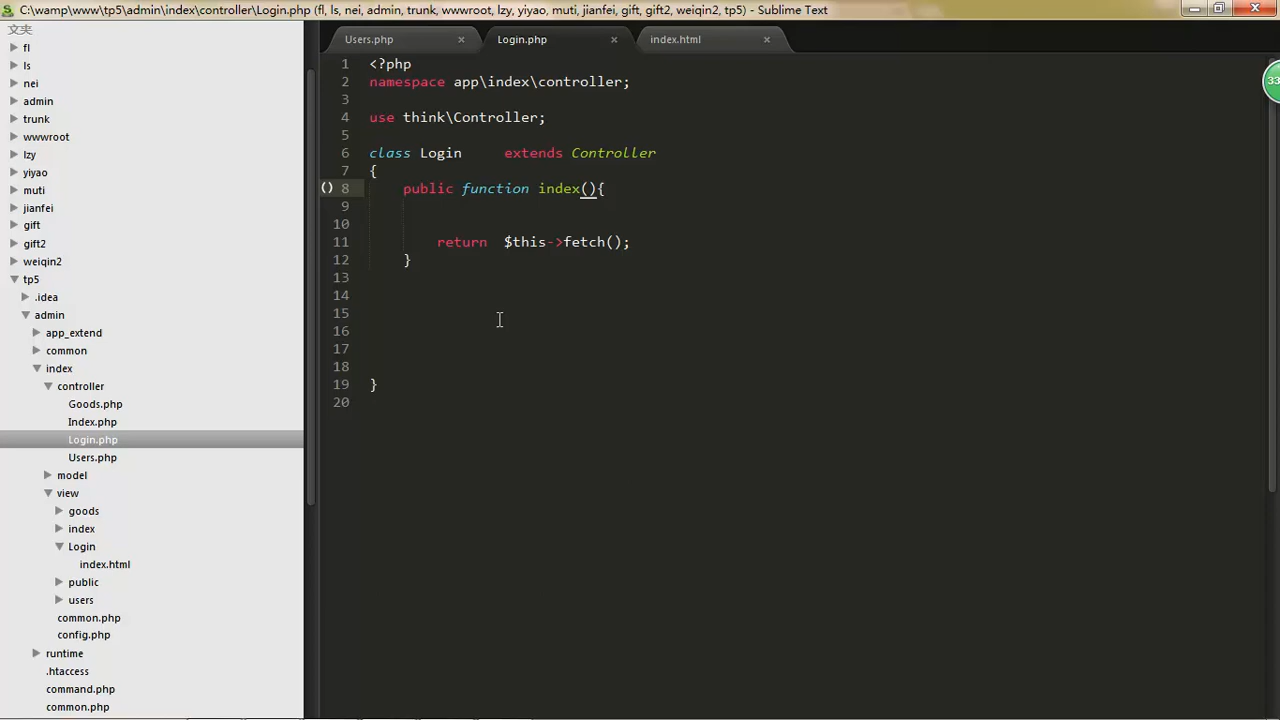 C:\wamp\www\tp5\admin\index\controller\Login.php (fl, ls, nei, admin, trunk, wwwroot, lzy, yiyao, muti, jianfei, gift, gift2, weiqin2, tp5) - Sublime Text
文夹
fl
ls
nei
admin
trunk
wwwroot
lzy
yiyao
muti
jianfei
gift
gift2
weiqin2
tp5
.idea
admin
app_extend
common
index
controller
Goods.php
Index.php
Login.php
Users.php
model
view
goods
index
Login
index.html
public
users
common.php
config.php
runtime
.htaccess
command.php
common.php
Users.php
Login.php
index.html
1 <?php
2 namespace app\index\controller;
3
4 use think\Controller;
5
6 class Login extends Controller
7 {
() 8 public function index(){
9
10
11 return $this->fetch();
12 }
13
14
15
16
17
18
19 }
20
33